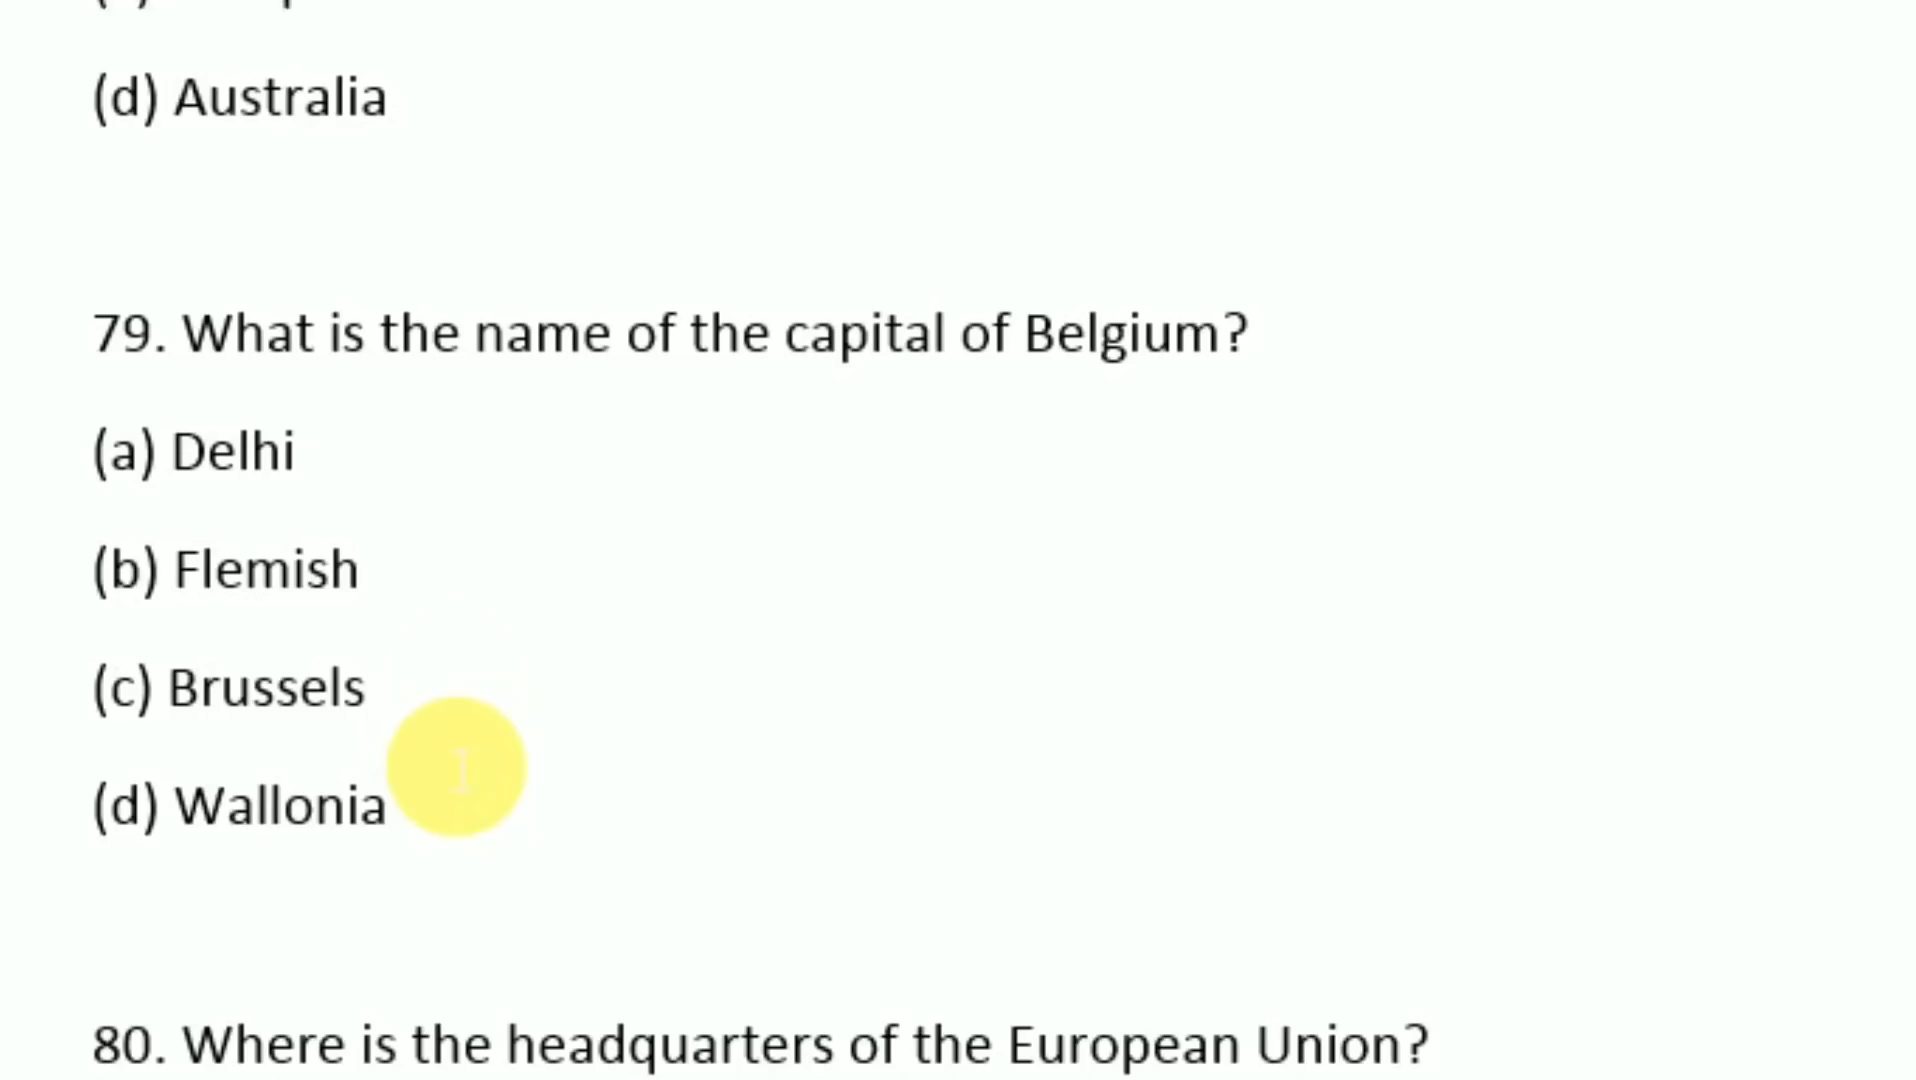 (d) Australia
79. What is the name of the capital of Belgium?
(a) Delhi
(b) Flemish
(c) Brussels
(d) Wallonia
80. Where is the headquarters of the European Union?